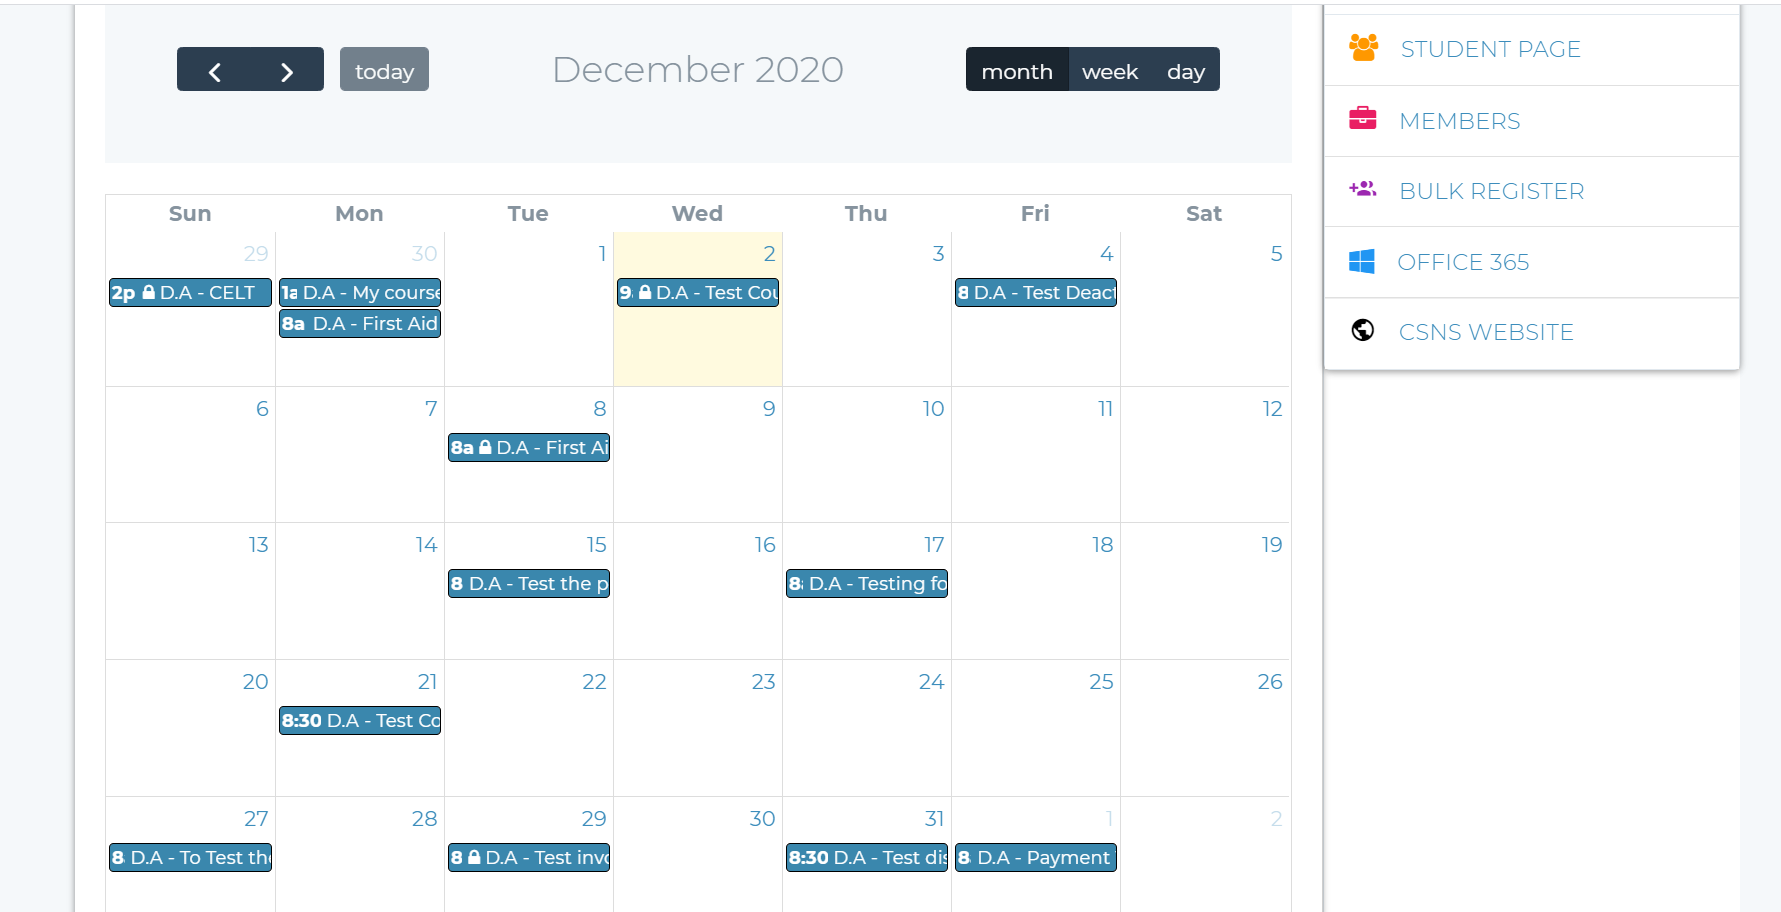 today
December 2020
month week day
Sun Mon Tue Wed Thu Fri Sat
29 30 1 2 3 4 5
2p D.A - CELT
1a D.A - My course
9 D.A - Test Cou
8 D.A - Test Deact
8a D.A - First Aid
6 7 8 9 10 11 12
8a D.A - First Ai
13 14 15 16 17 18 19
8 D.A - Test the p
8a D.A - Testing fo
20 21 22 23 24 25 26
8:30 D.A - Test Co
27 28 29 30 31 1 2
8 D.A - To Test the
8 D.A - Test invo
8:30 D.A - Test dis
8 D.A - Payment
STUDENT PAGE
MEMBERS
BULK REGISTER
OFFICE 365
CSNS WEBSITE